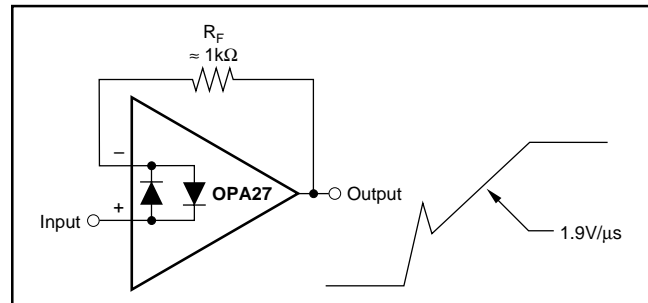 R_F
≈ 1kΩ
–
OPA27
Output
+
Input
1.9V/μs